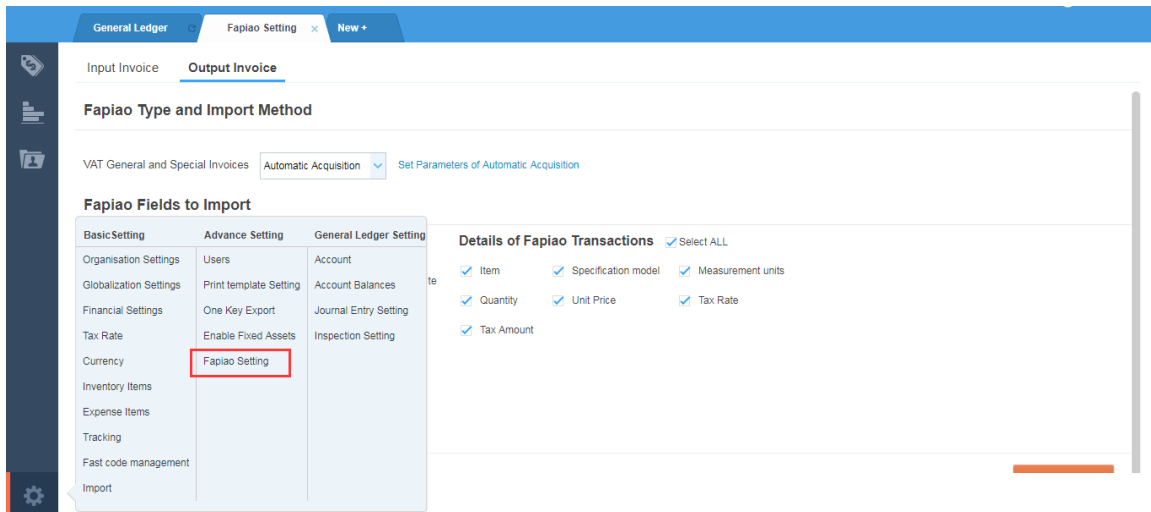 General Ledger
Fapiao Setting
New +
Input Invoice
Output Invoice
Fapiao Type and Import Method
VAT General and Special Invoices
Automatic Acquisition
Set Parameters of Automatic Acquisition
Fapiao Fields to Import
BasicSetting
Organisation Settings
Globalization Settings
Financial Settings
Tax Rate
Currency
Inventory Items
Expense Items
Tracking
Fast code management
Import
Advance Setting
Users
Print template Setting
One Key Export
Enable Fixed Assets
Fapiao Setting
General Ledger Setting
Account
Account Balances
Journal Entry Setting
Inspection Setting
te
Details of Fapiao Transactions
Select ALL
Item
Specification model
Measurement units
Quantity
Unit Price
Tax Rate
Tax Amount